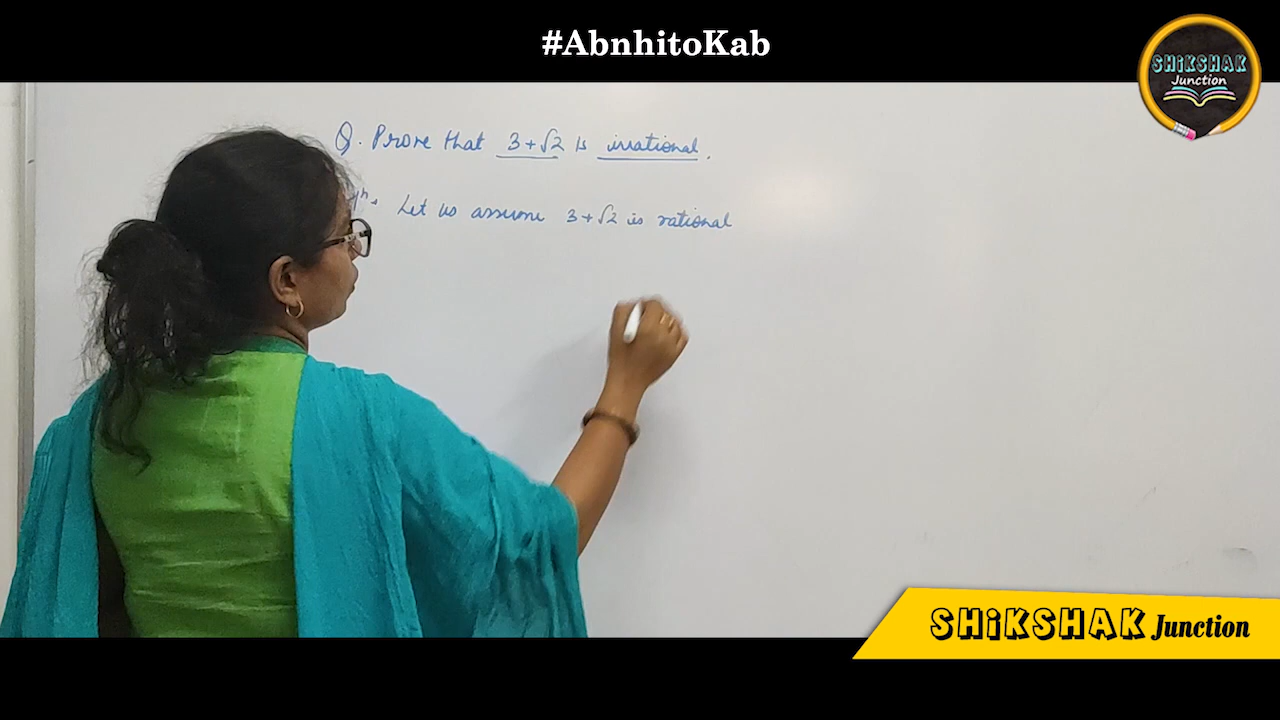 #AbnhitoKab
SHiKSHAK
Junction
Q. Prove that 3+√2 is irrational.
Let us assume 3+√2 is rational
SHiKSHAK Junction